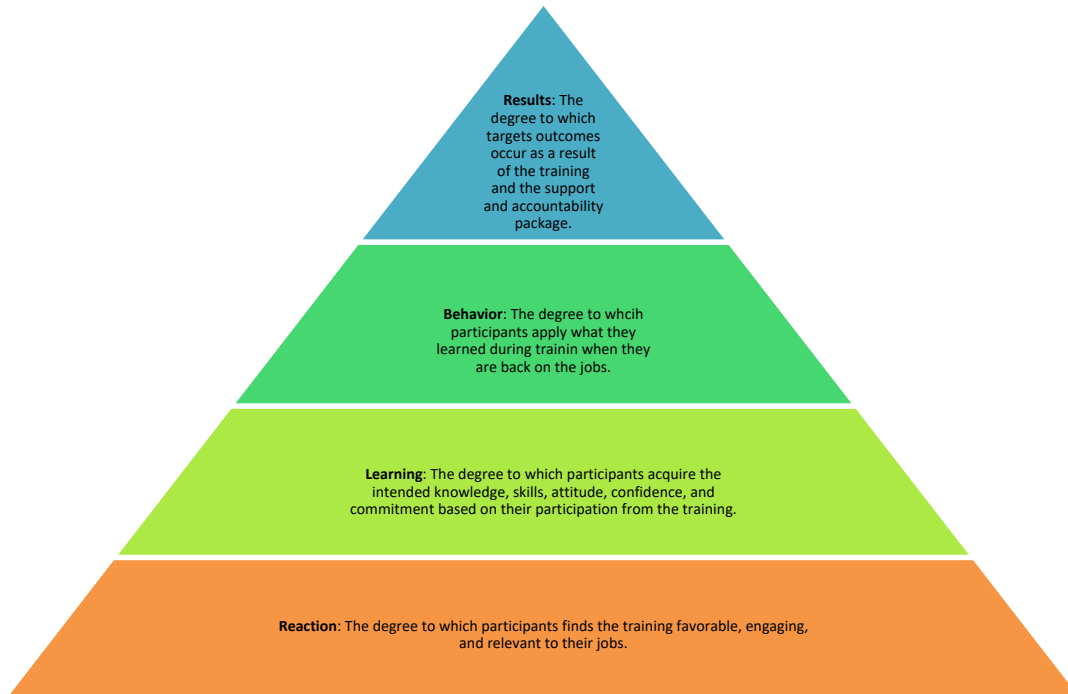 Results: The
degree to which
targets outcomes
occur as a result
of the training
and the support
and accountability
package.
Behavior: The degree to whcih
participants apply what they
learned during trainin when they
are back on the jobs.
Learning: The degree to which participants acquire the
intended knowledge, skills, attitude, confidence, and
commitment based on their participation from the training.
Reaction: The degree to which participants finds the training favorable, engaging,
and relevant to their jobs.